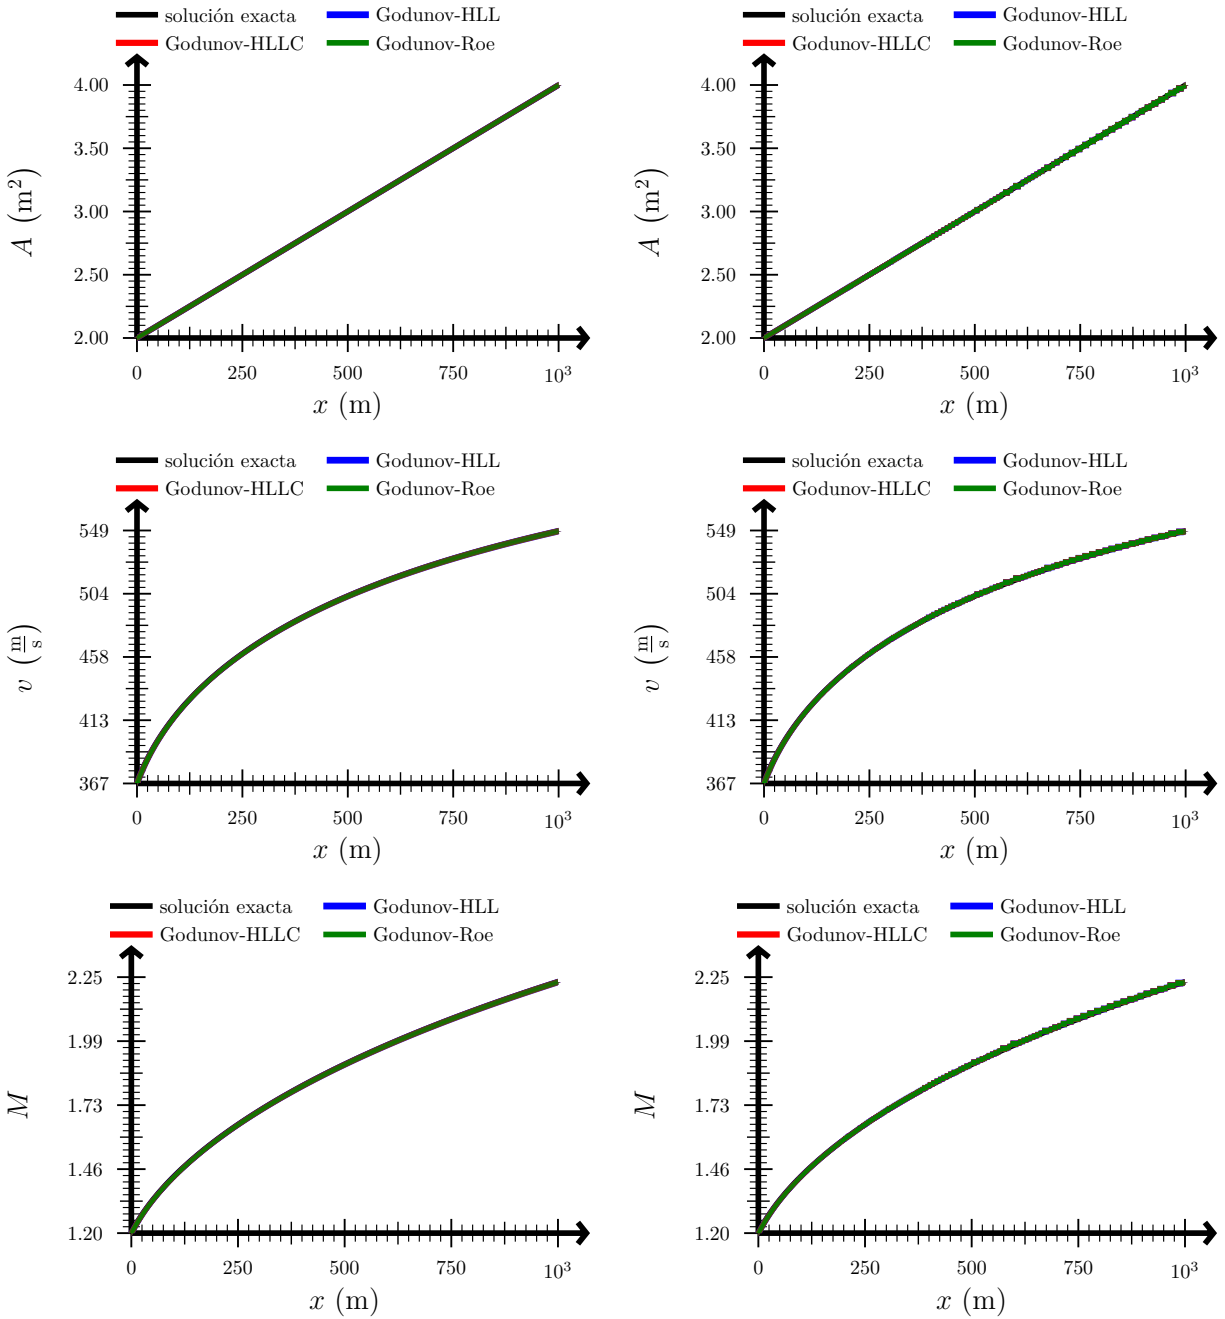 solución exacta Godunov-HLL
Godunov-HLLC Godunov-Roe
4.00
3.50
3.00
2.50
2.00
A (m²)
0 250 500 750 10³
x (m)
solución exacta Godunov-HLL
Godunov-HLLC Godunov-Roe
4.00
3.50
3.00
2.50
2.00
A (m²)
0 250 500 750 10³
x (m)
solución exacta Godunov-HLL
Godunov-HLLC Godunov-Roe
549
504
458
413
367
v (m/s)
0 250 500 750 10³
x (m)
solución exacta Godunov-HLL
Godunov-HLLC Godunov-Roe
549
504
458
413
367
v (m/s)
0 250 500 750 10³
x (m)
solución exacta Godunov-HLL
Godunov-HLLC Godunov-Roe
2.25
1.99
1.73
1.46
1.20
M
0 250 500 750 10³
x (m)
solución exacta Godunov-HLL
Godunov-HLLC Godunov-Roe
2.25
1.99
1.73
1.46
1.20
M
0 250 500 750 10³
x (m)